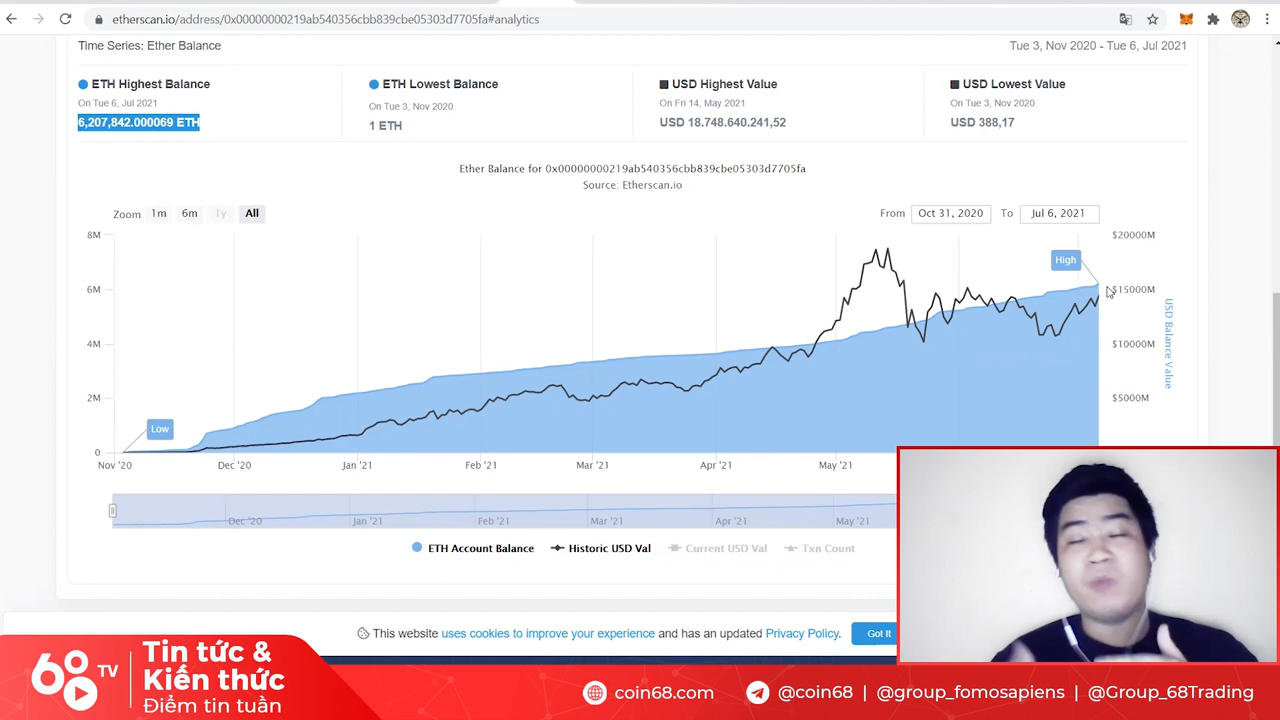 etherscan.io/address/0x00000000219ab540356cbb839cbe05303d7705fa#analytics
Time Series: Ether Balance
Tue 3, Nov 2020 - Tue 6, Jul 2021
ETH Highest Balance
On Tue 6, Jul 2021
6,207,842.000069 ETH
ETH Lowest Balance
On Tue 3, Nov 2020
1 ETH
USD Highest Value
On Fri 14, May 2021
USD 18.748.640.241,52
USD Lowest Value
On Tue 3, Nov 2020
USD 388,17
Ether Balance for 0x00000000219ab540356cbb839cbe05303d7705fa
Source: Etherscan.io
Zoom 1m 6m 1y All
From Oct 31, 2020 To Jul 6, 2021
8M
6M
4M
2M
0
$20000M
$15000M
$10000M
$5000M
USD Balance Value
High
Low
Nov '20 Dec '20 Jan '21 Feb '21 Mar '21 Apr '21 May '21
Dec '20 Jan '21 Feb '21 Mar '21 Apr '21 May '21
ETH Account Balance Historic USD Val Current USD Val Txn Count
This website uses cookies to improve your experience and has an updated Privacy Policy. Got It
68 TV
Tin tức &
Kiến thức
Điểm tin tuần
coin68.com @coin68 | @group_fomosapiens | @Group_68Trading